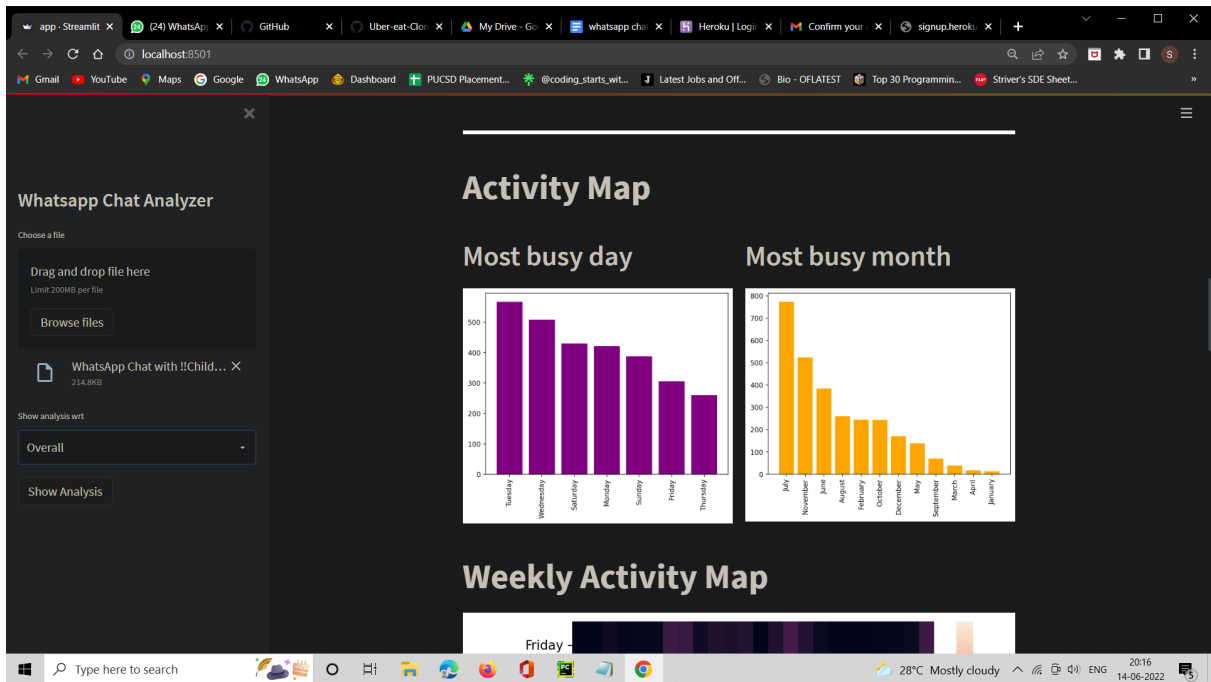 app · Streamlit
(24) WhatsAp
GitHub
Uber-eat-Clon
My Drive - Go
whatsapp cha
Heroku | Logi
Confirm your
signup.heroku
localhost:8501
S
Gmail
YouTube
Maps
Google
WhatsApp
Dashboard
PUCSD Placement...
@coding_starts_wit...
Latest Jobs and Off...
Bio - OFLATEST
Top 30 Programmin...
Striver's SDE Sheet...
»
Whatsapp Chat Analyzer
Choose a file
Drag and drop file here
Limit 200MB per file
Browse files
WhatsApp Chat with !!Child...
214.8KB
Show analysis wrt
Overall
Show Analysis
Activity Map
Most busy day
500
400
300
200
100
0
Tuesday
Wednesday
Saturday
Monday
Sunday
Friday
Thursday
Most busy month
800
700
600
500
400
300
200
100
0
July
November
June
August
February
October
December
May
September
March
April
January
Weekly Activity Map
Friday
Type here to search
28°C Mostly cloudy
ENG
20:16
14-06-2022
5